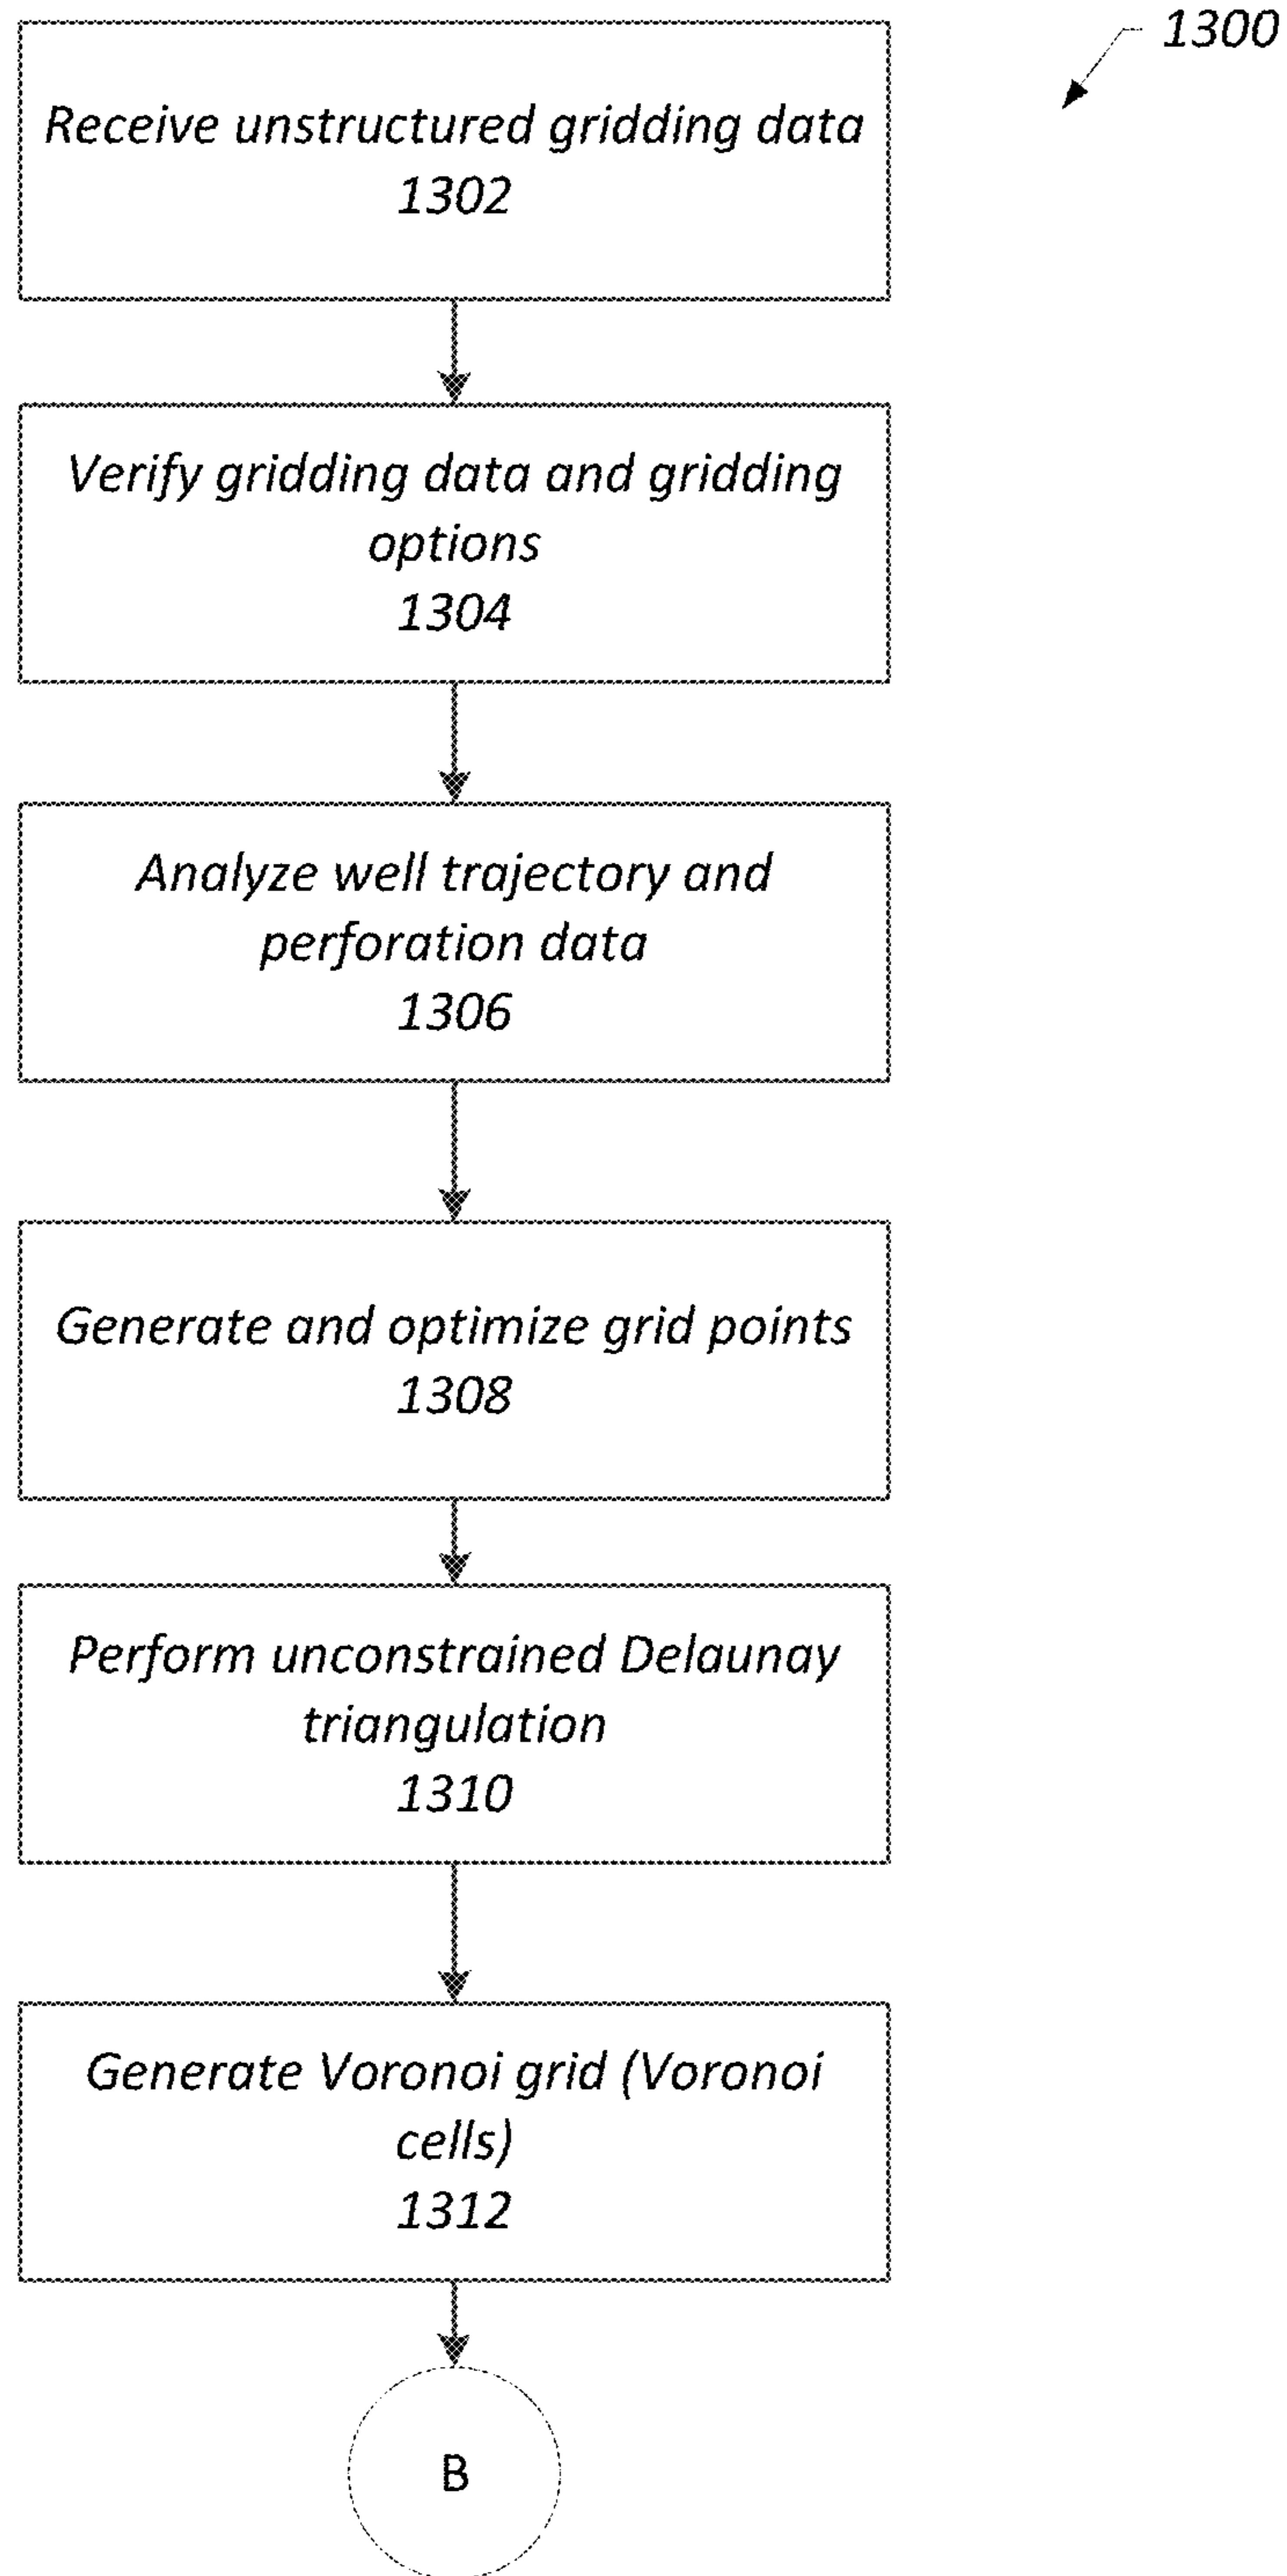 1300
Receive unstructured gridding data
1302
Verify gridding data and gridding
options
1304
Analyze well trajectory and
perforation data
1306
Generate and optimize grid points
1308
Perform unconstrained Delaunay
triangulation
1310
Generate Voronoi grid (Voronoi
cells)
1312
B